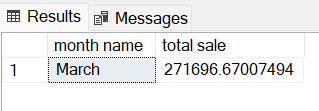 Results Messages
month name total sale
1 March 271696.67007494